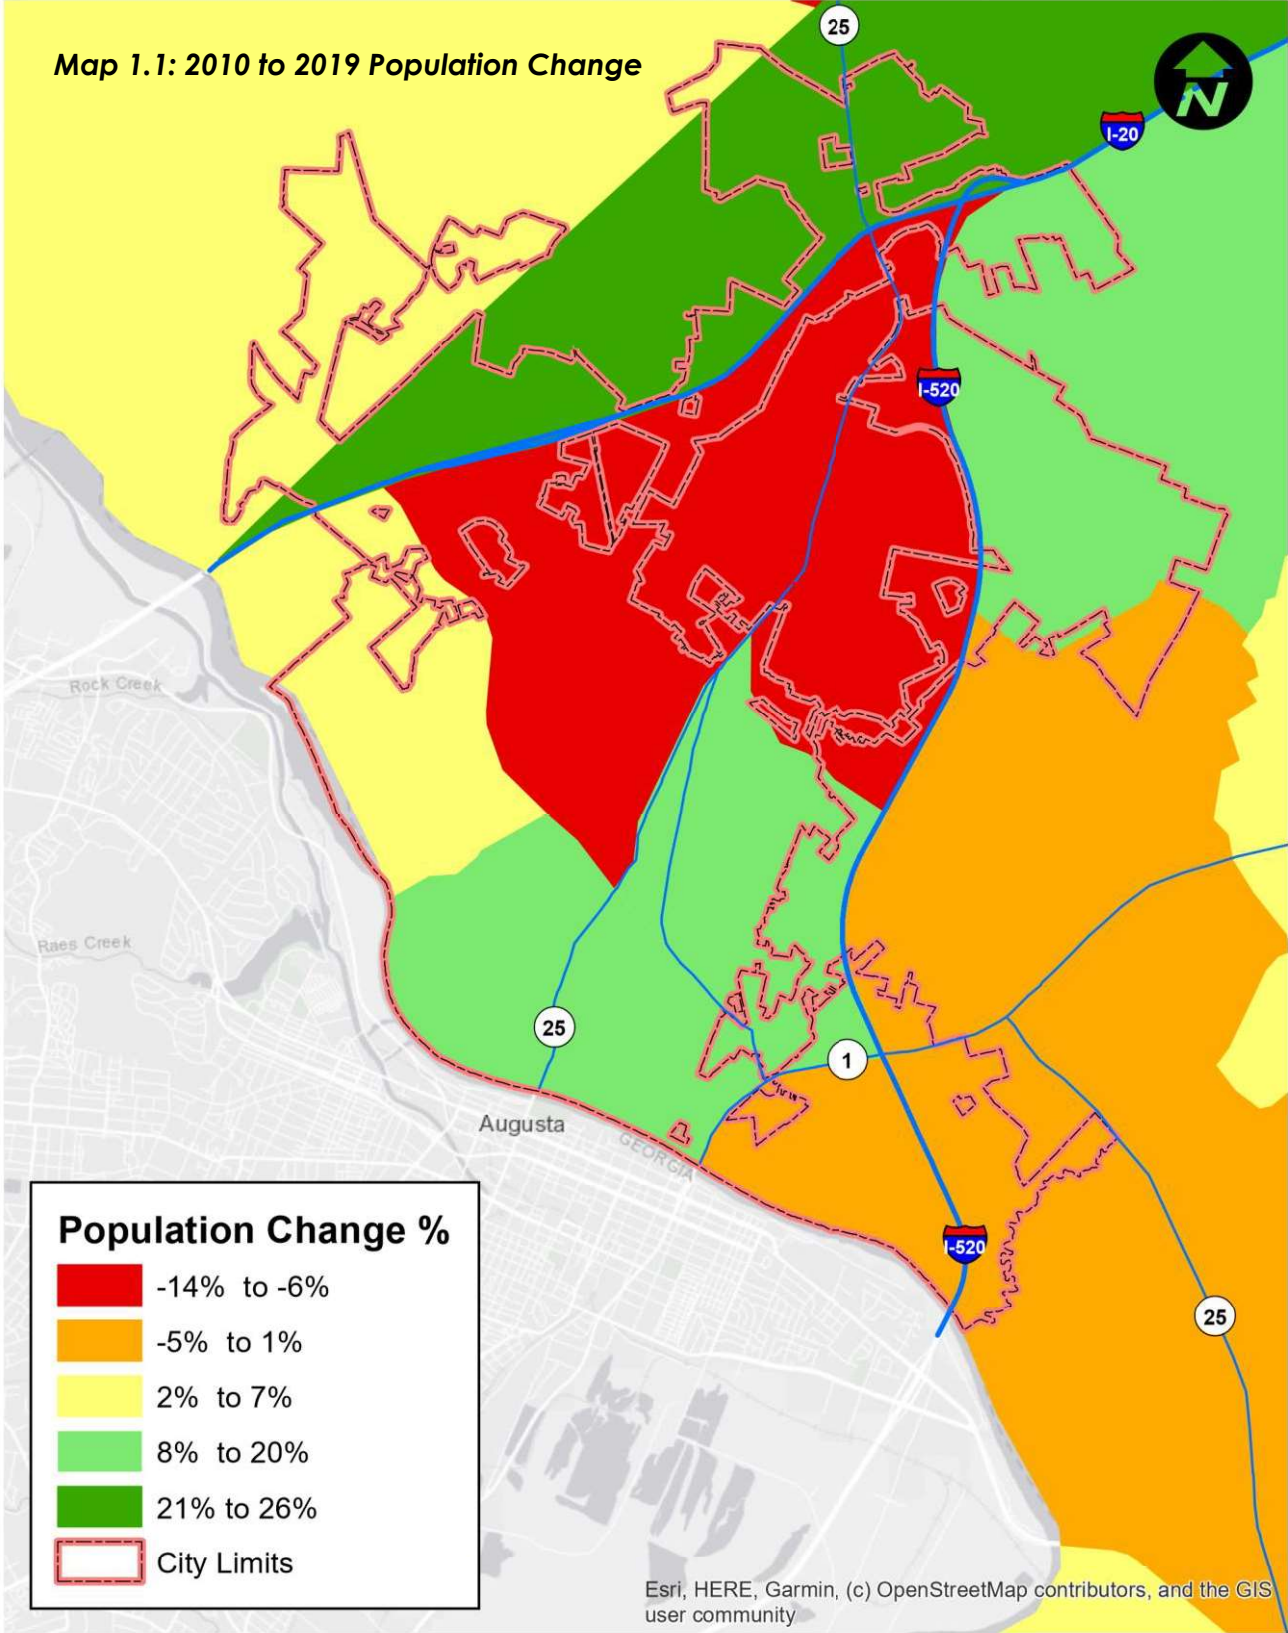 Map 1.1: 2010 to 2019 Population Change
25
N
I-20
I-520
Rock Creek
Raes Creek
25
1
Augusta
GEORGIA
I-520
25
Population Change %
-14% to -6%
-5% to 1%
2% to 7%
8% to 20%
21% to 26%
City Limits
Esri, HERE, Garmin, (c) OpenStreetMap contributors, and the GIS
user community